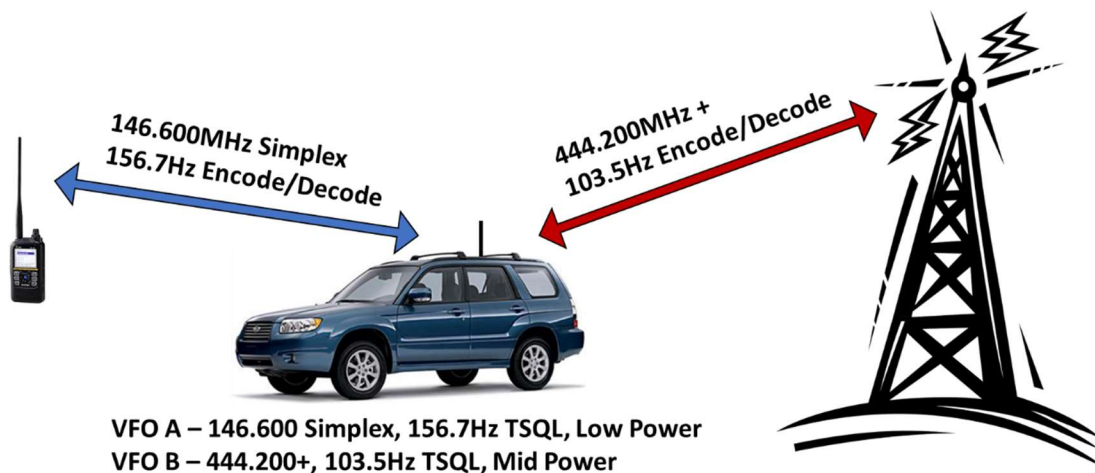 146.600MHz Simplex
156.7Hz Encode/Decode
444.200MHz +
103.5Hz Encode/Decode
VFO A – 146.600 Simplex, 156.7Hz TSQL, Low Power
VFO B – 444.200+, 103.5Hz TSQL, Mid Power